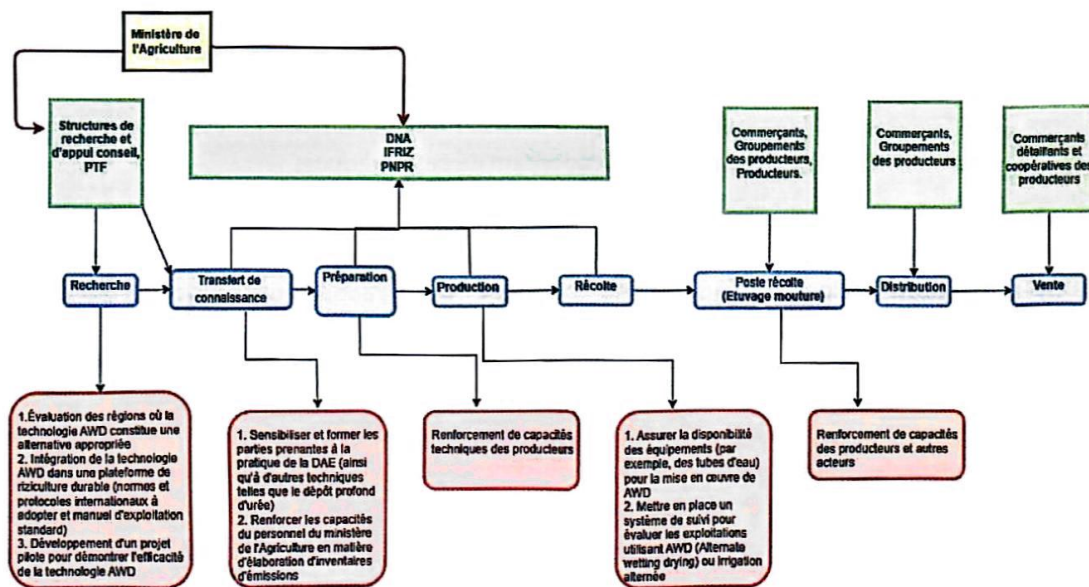 Ministère de
l'Agriculture
Structures de
recherche et
d'appui conseil,
PTF
DNA
IFRIZ
PNPR
Commerçants,
Groupements
des producteurs,
Producteurs.
Commerçants,
Groupements
des producteurs
Commerçants
détaillants et
coopératives des
producteurs
Recherche
Transfert de
connaissance
Préparation
Production
Récolte
Poste récolte
(Etuvage mouture)
Distribution
Vente
1.Évaluation des régions où la
technologie AWD constitue une
alternative appropriée
2. Intégration de la technologie
AWD dans une plateforme de
riziculture durable (normes et
protocoles internationaux à
adopter et manuel d'exploitation
standard)
3. Développement d'un projet
pilote pour démontrer l'efficacité
de la technologie AWD
1. Sensibiliser et former les
parties prenantes à la
pratique de la DAE (ainsi
qu'à d'autres techniques
telles que le dépôt profond
d'urée)
2. Renforcer les capacités
du personnel du ministère
de l'Agriculture en matière
d'élaboration d'inventaires
d'émissions
Renforcement de capacités
techniques des producteurs
1. Assurer la disponibilité
des équipements (par
exemple, des tubes d'eau)
pour la mise en œuvre de
AWD
2. Mettre en place un
système de suivi pour
évaluer les exploitations
utilisant AWD (Alternate
wetting drying) ou irrigation
alternée
Renforcement de capacités
des producteurs et autres
acteurs